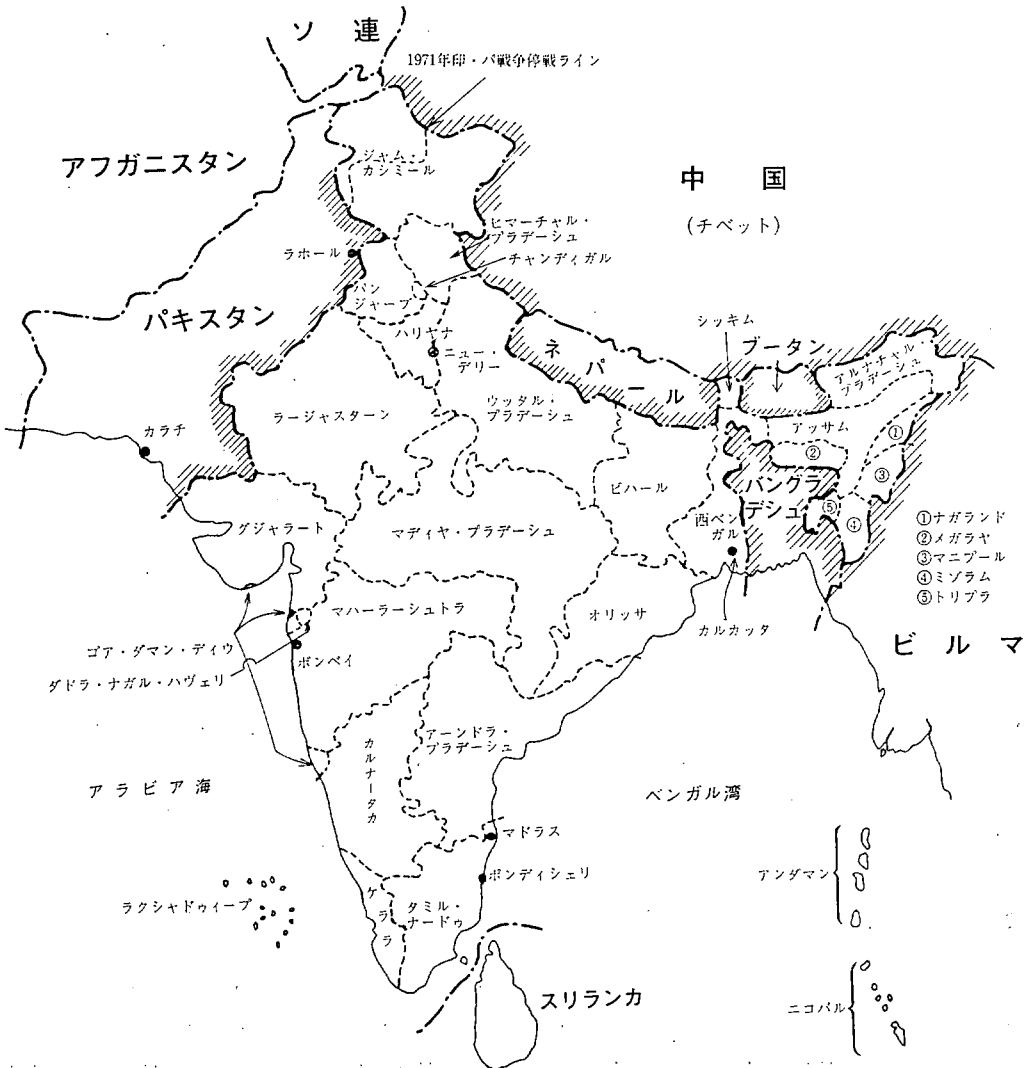 ソ 連
1971年印・パ戦争停戦ライン
アフガニスタン
ジャム・
カシミール
中 国
(チベット)
ヒマーチャル・
プラデーシュ
チャンディガル
ラホール
パン
ジャーブ
パキスタン
ハリヤナ
ニュー・
デリー
ネ パ ー ル
シッキム
ブータン
アルナチャル・
プラデーシュ
ラージャスターン
ウッタル・
プラデーシュ
アッサム
①
②
③
カラチ
ビハール
バングラ
デシュ
⑤
④
グジャラート
マディヤ・プラデーシュ
西ベン
ガル
①ナガランド
②メガラヤ
③マニプール
④ミゾラム
⑤トリプラ
マハーラーシュトラ
オリッサ
カルカッタ
ビ ル マ
ゴア・ダマン・ディウ
ボンベイ
ダドラ・ナガル・ハヴェリ
アーンドラ・
プラデーシュ
カルナータカ
アラビア海
ベンガル湾
マドラス
ポンディシェリ
アンダマン
ラクシャドゥィープ
ケララ
タミル・
ナードゥ
スリランカ
ニコバル